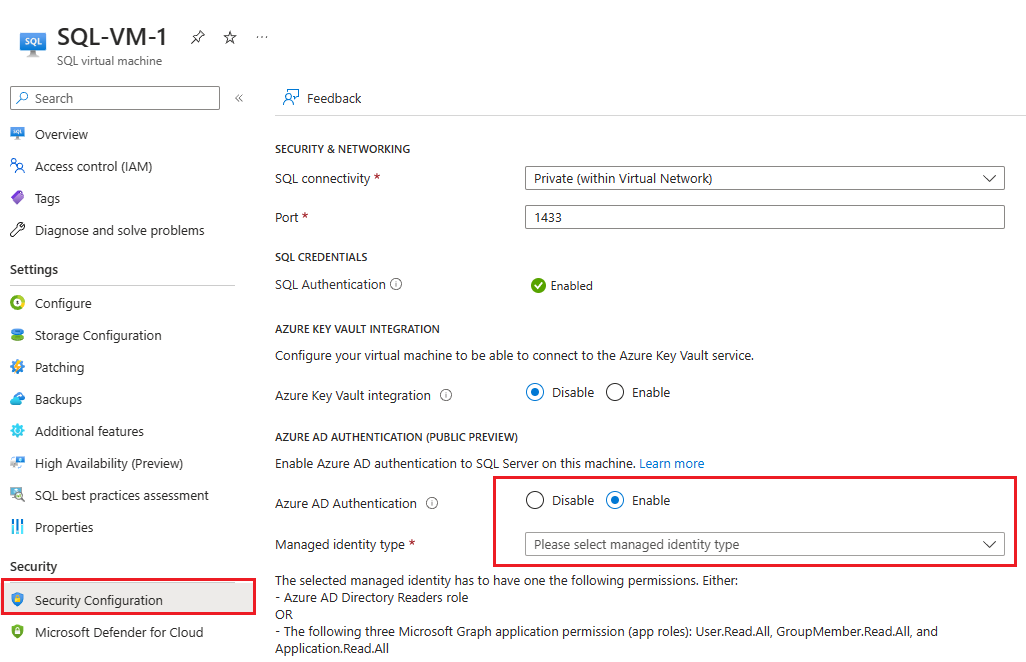 SQL
SQL-VM-1
SQL virtual machine
Search
«
Feedback
Overview
Access control (IAM)
Tags
Diagnose and solve problems
Settings
Configure
Storage Configuration
Patching
Backups
Additional features
High Availability (Preview)
SQL best practices assessment
Properties
Security
Security Configuration
Microsoft Defender for Cloud
SECURITY & NETWORKING
SQL connectivity *
Private (within Virtual Network)
Port *
1433
SQL CREDENTIALS
SQL Authentication
Enabled
AZURE KEY VAULT INTEGRATION
Configure your virtual machine to be able to connect to the Azure Key Vault service.
Azure Key Vault integration
Disable
Enable
AZURE AD AUTHENTICATION (PUBLIC PREVIEW)
Enable Azure AD authentication to SQL Server on this machine. Learn more
Azure AD Authentication
Disable
Enable
Managed identity type *
Please select managed identity type
The selected managed identity has to have one the following permissions. Either:
- Azure AD Directory Readers role
OR
- The following three Microsoft Graph application permission (app roles): User.Read.All, GroupMember.Read.All, and
Application.Read.All